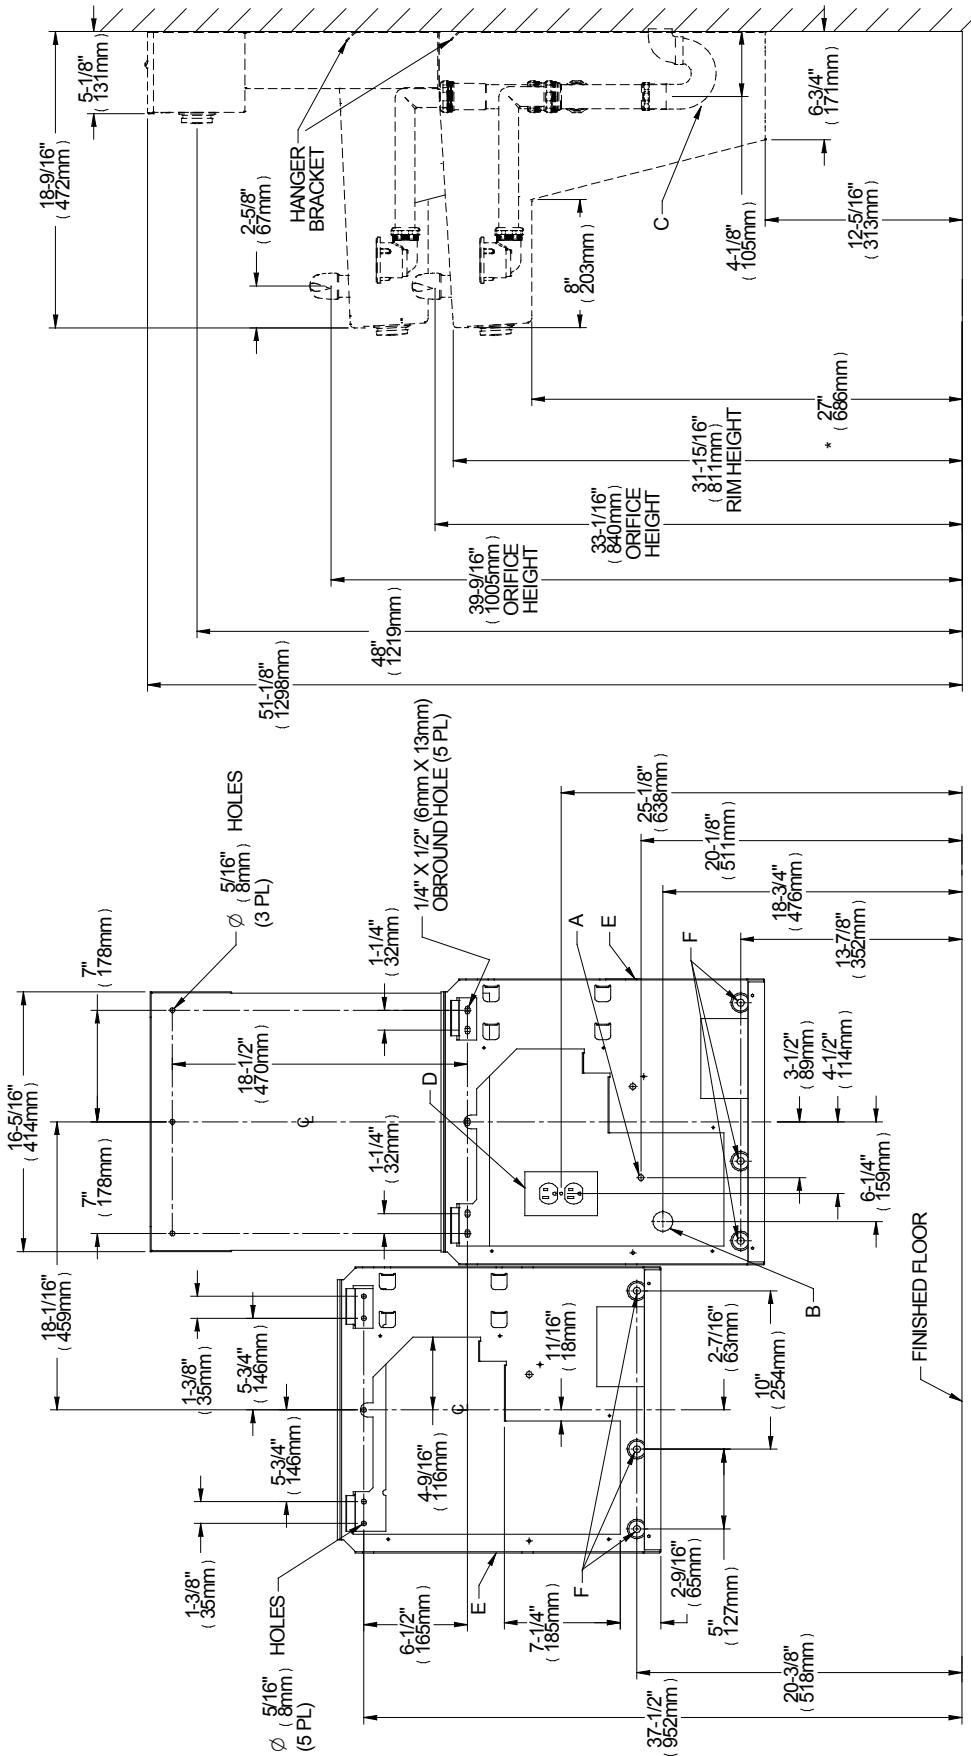 18-9/16"
( 472mm )
5-1/8"
( 131mm )
2-5/8"
( 67mm )
HANGER
BRACKET
8"
( 203mm )
C
4-1/8"
( 105mm )
6-3/4"
( 171mm )
12-5/16"
( 313mm )
*
27"
( 686mm )
31-15/16"
( 811mm )
RIM HEIGHT
33-1/16"
( 840mm )
ORIFICE
HEIGHT
39-9/16"
( 1005mm )
ORIFICE
HEIGHT
48"
( 1219mm )
51-1/8"
( 1298mm )
Ø 5/16" HOLES
( 8mm )
(3 PL)
1/4" X 1/2" (6mm X 13mm)
OBROUND HOLE (5 PL)
7"
( 178mm )
16-5/16"
( 414mm )
7"
( 178mm )
18-1/16"
( 459mm )
18-1/2"
( 470mm )
1-1/4"
( 32mm )
1-1/4"
( 32mm )
D
A
E
F
B
25-1/8"
( 638mm )
20-1/8"
( 511mm )
18-3/4"
( 476mm )
13-7/8"
( 352mm )
3-1/2"
( 89mm )
4-1/2"
( 114mm )
6-1/4"
( 159mm )
1-3/8"
( 35mm )
5-3/4"
( 146mm )
5-3/4"
( 146mm )
1-3/8"
( 35mm )
4-9/16"
( 116mm )
11/16"
( 18mm )
2-7/16"
( 63mm )
10"
( 254mm )
Ø 5/16" HOLES
( 8mm )
(5 PL)
6-1/2"
( 165mm )
E
7-1/4"
( 185mm )
F
2-9/16"
( 65mm )
5"
( 127mm )
20-3/8"
( 518mm )
37-1/2"
( 952mm )
FINISHED FLOOR